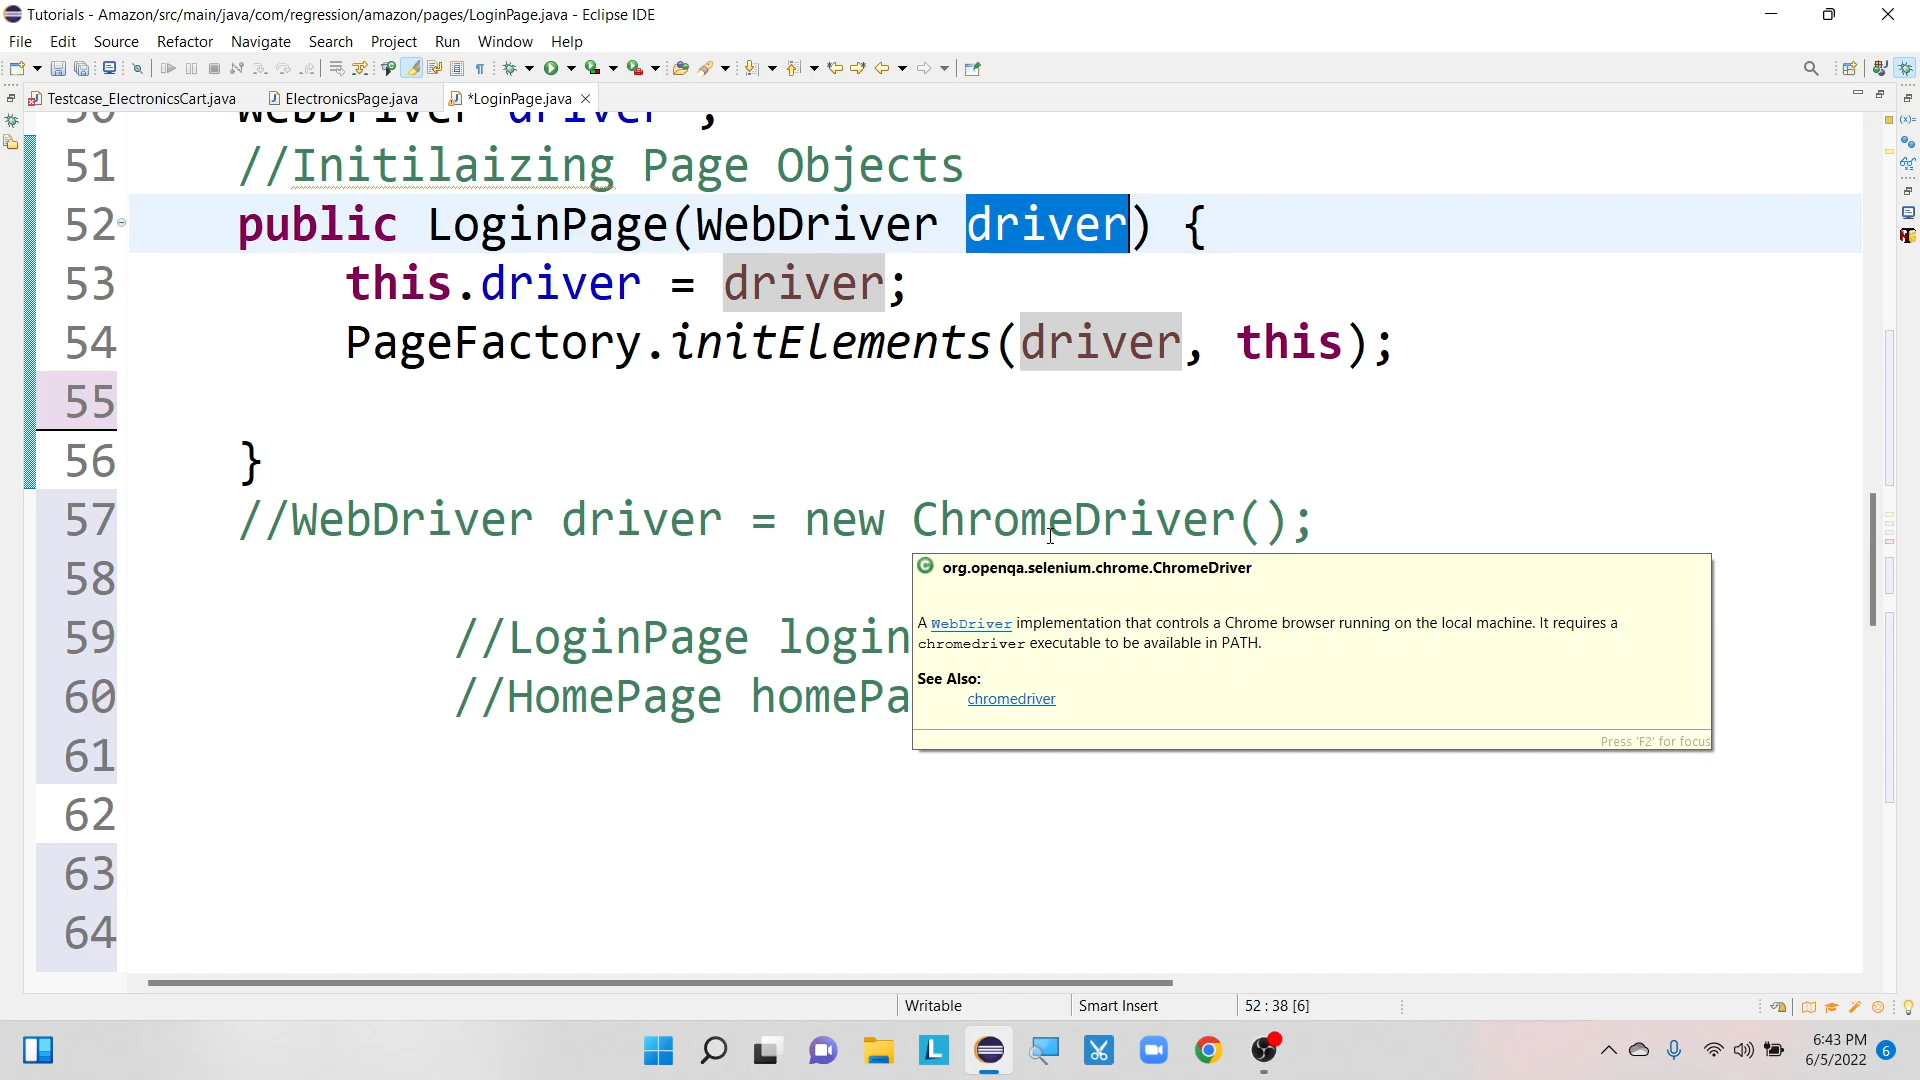 Tutorials - Amazon/src/main/java/com/regression/amazon/pages/LoginPage.java - Eclipse IDE
File Edit Source Refactor Navigate Search Project Run Window Help
Testcase_ElectronicsCart.java ElectronicsPage.java *LoginPage.java
50 WebDriver driver ;
51 //Initilaizing Page Objects
52 public LoginPage(WebDriver driver) {
53 this.driver = driver;
54 PageFactory.initElements(driver, this);
55
56 }
57 //WebDriver driver = new ChromeDriver();
58
59 //LoginPage login
60 //HomePage homePa
61
62
63
64
org.openqa.selenium.chrome.ChromeDriver
A WebDriver implementation that controls a Chrome browser running on the local machine. It requires a
chromedriver executable to be available in PATH.
See Also:
chromedriver
Press 'F2' for focus
Writable Smart Insert 52 : 38 [6]
6:43 PM
6/5/2022 6